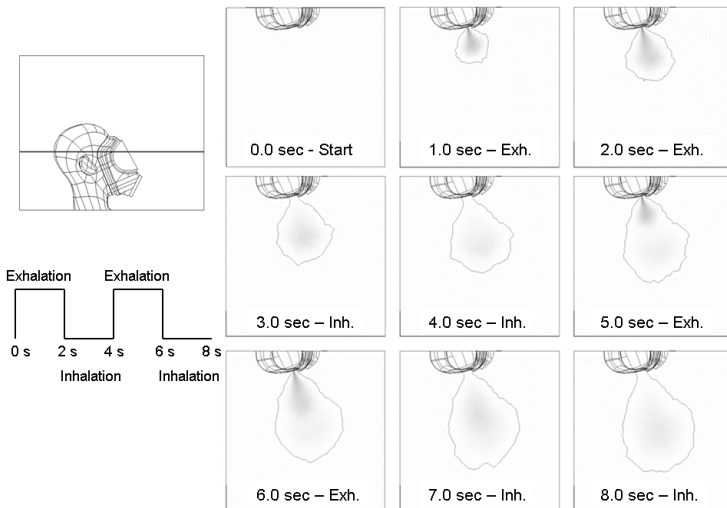 0.0 sec - Start
1.0 sec – Exh.
2.0 sec – Exh.
3.0 sec – Inh.
4.0 sec – Inh.
5.0 sec – Exh.
6.0 sec – Exh.
7.0 sec – Inh.
8.0 sec – Inh.
Exhalation Exhalation
0 s 2 s 4 s 6 s 8 s
Inhalation Inhalation